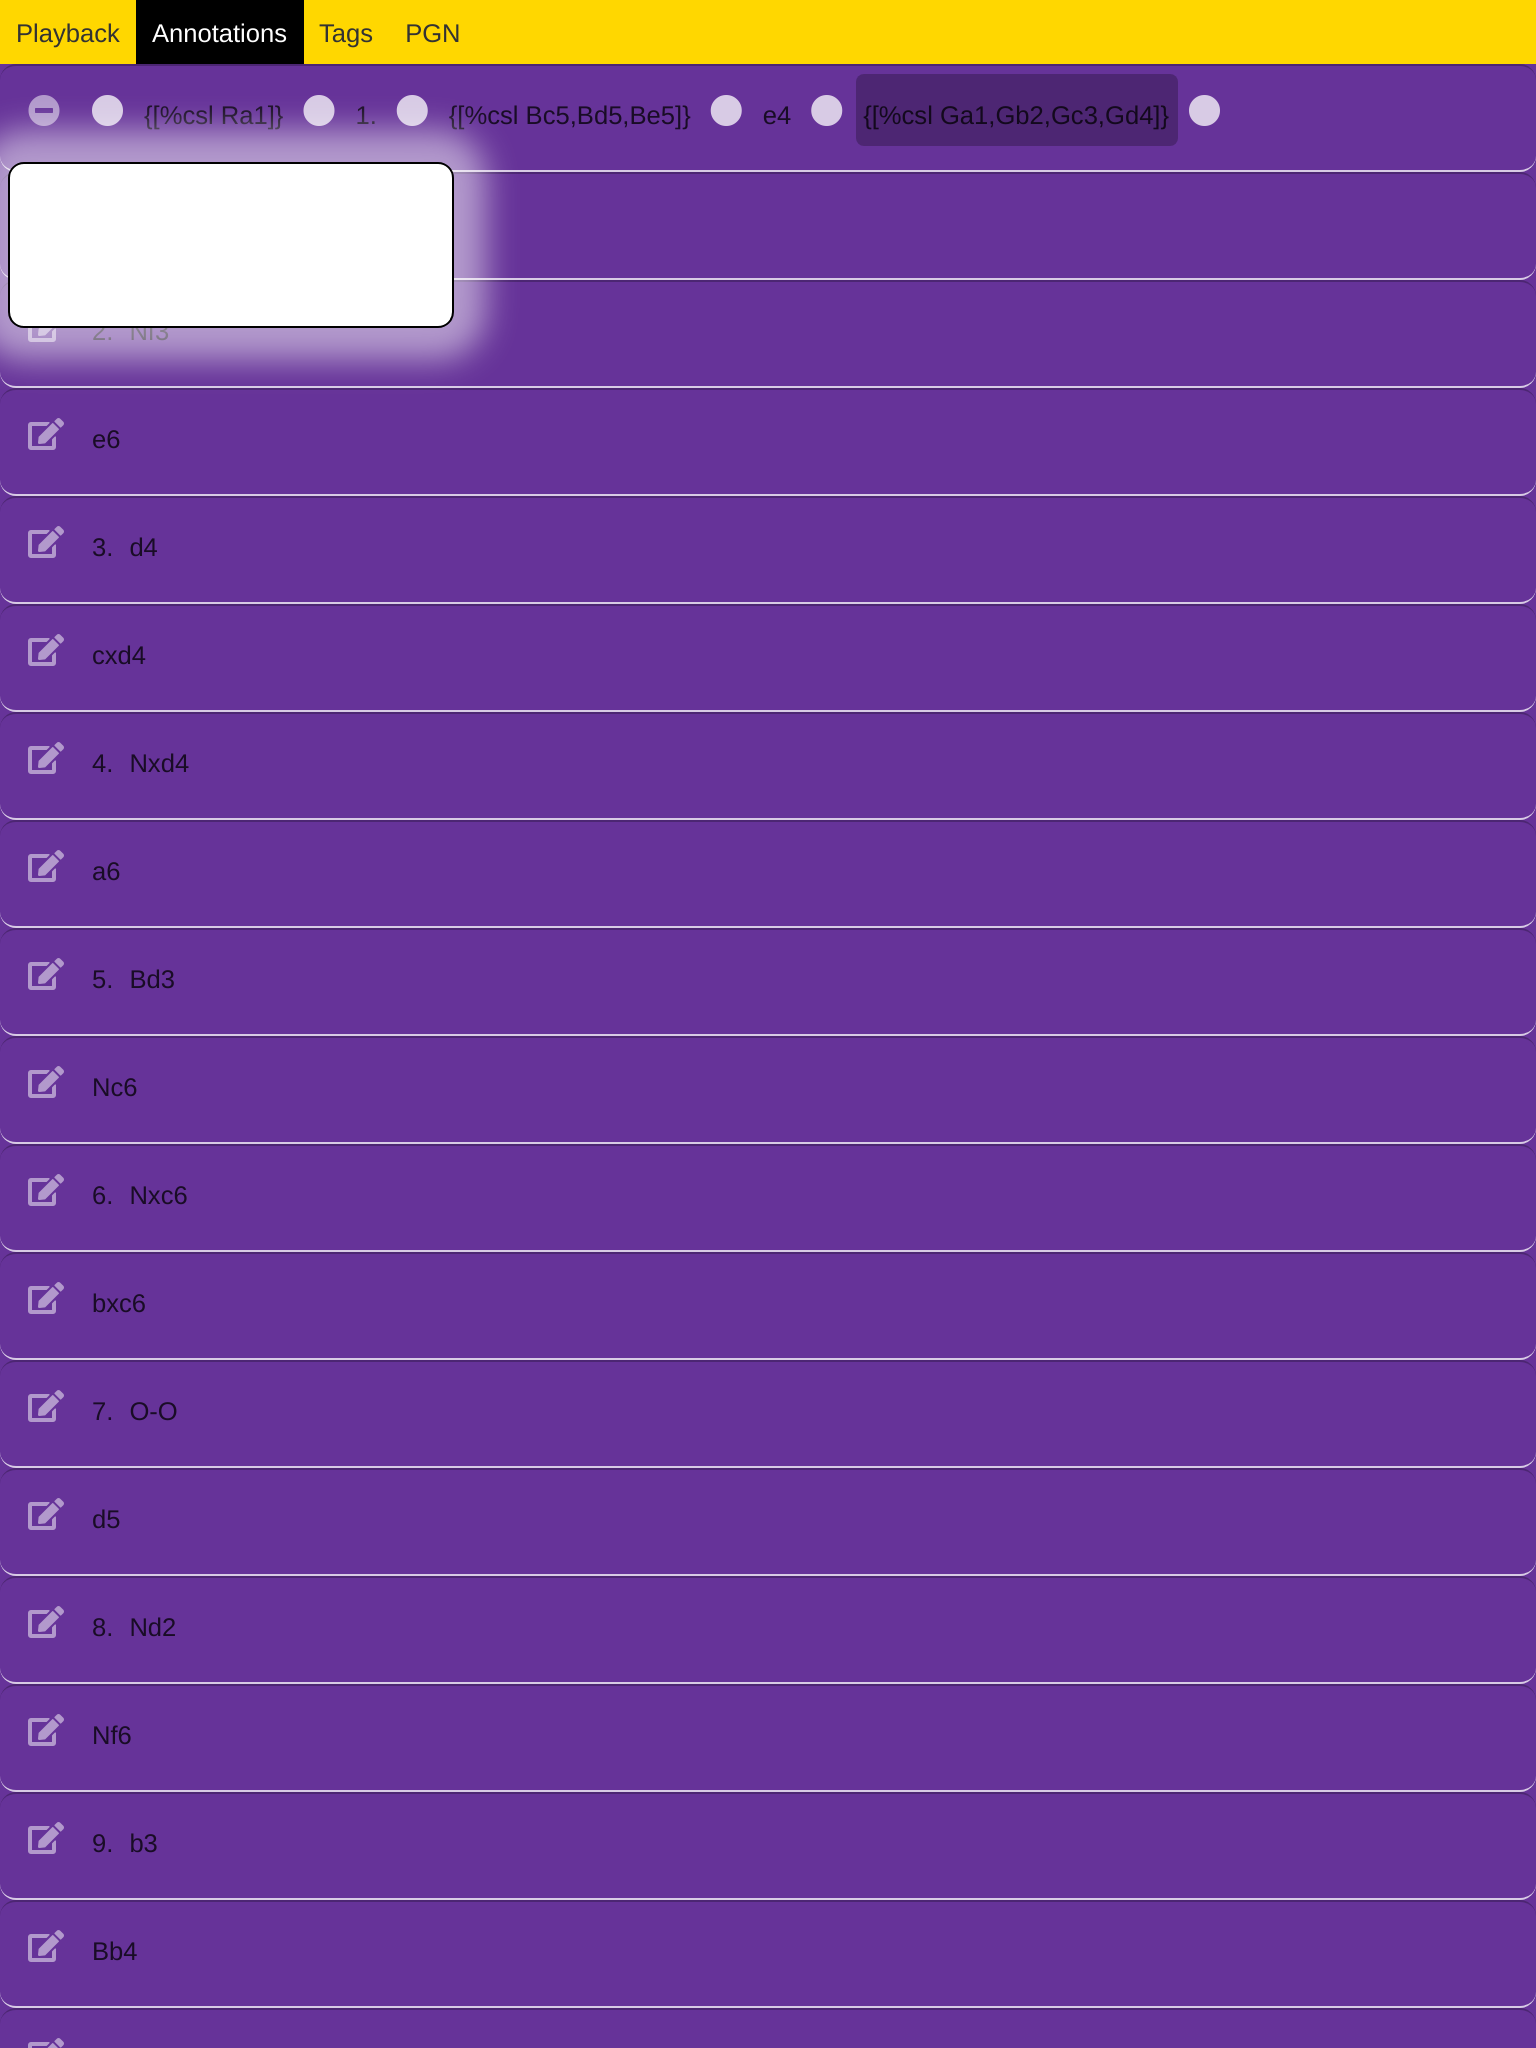 Playback Annotations Tags PGN
{[%csl Ra1]} 1. {[%csl Bc5,Bd5,Be5]} e4 {[%csl Ga1,Gb2,Gc3,Gd4]}
2. Nf3
e6
3. d4
cxd4
4. Nxd4
a6
5. Bd3
Nc6
6. Nxc6
bxc6
7. O-O
d5
8. Nd2
Nf6
9. b3
Bb4